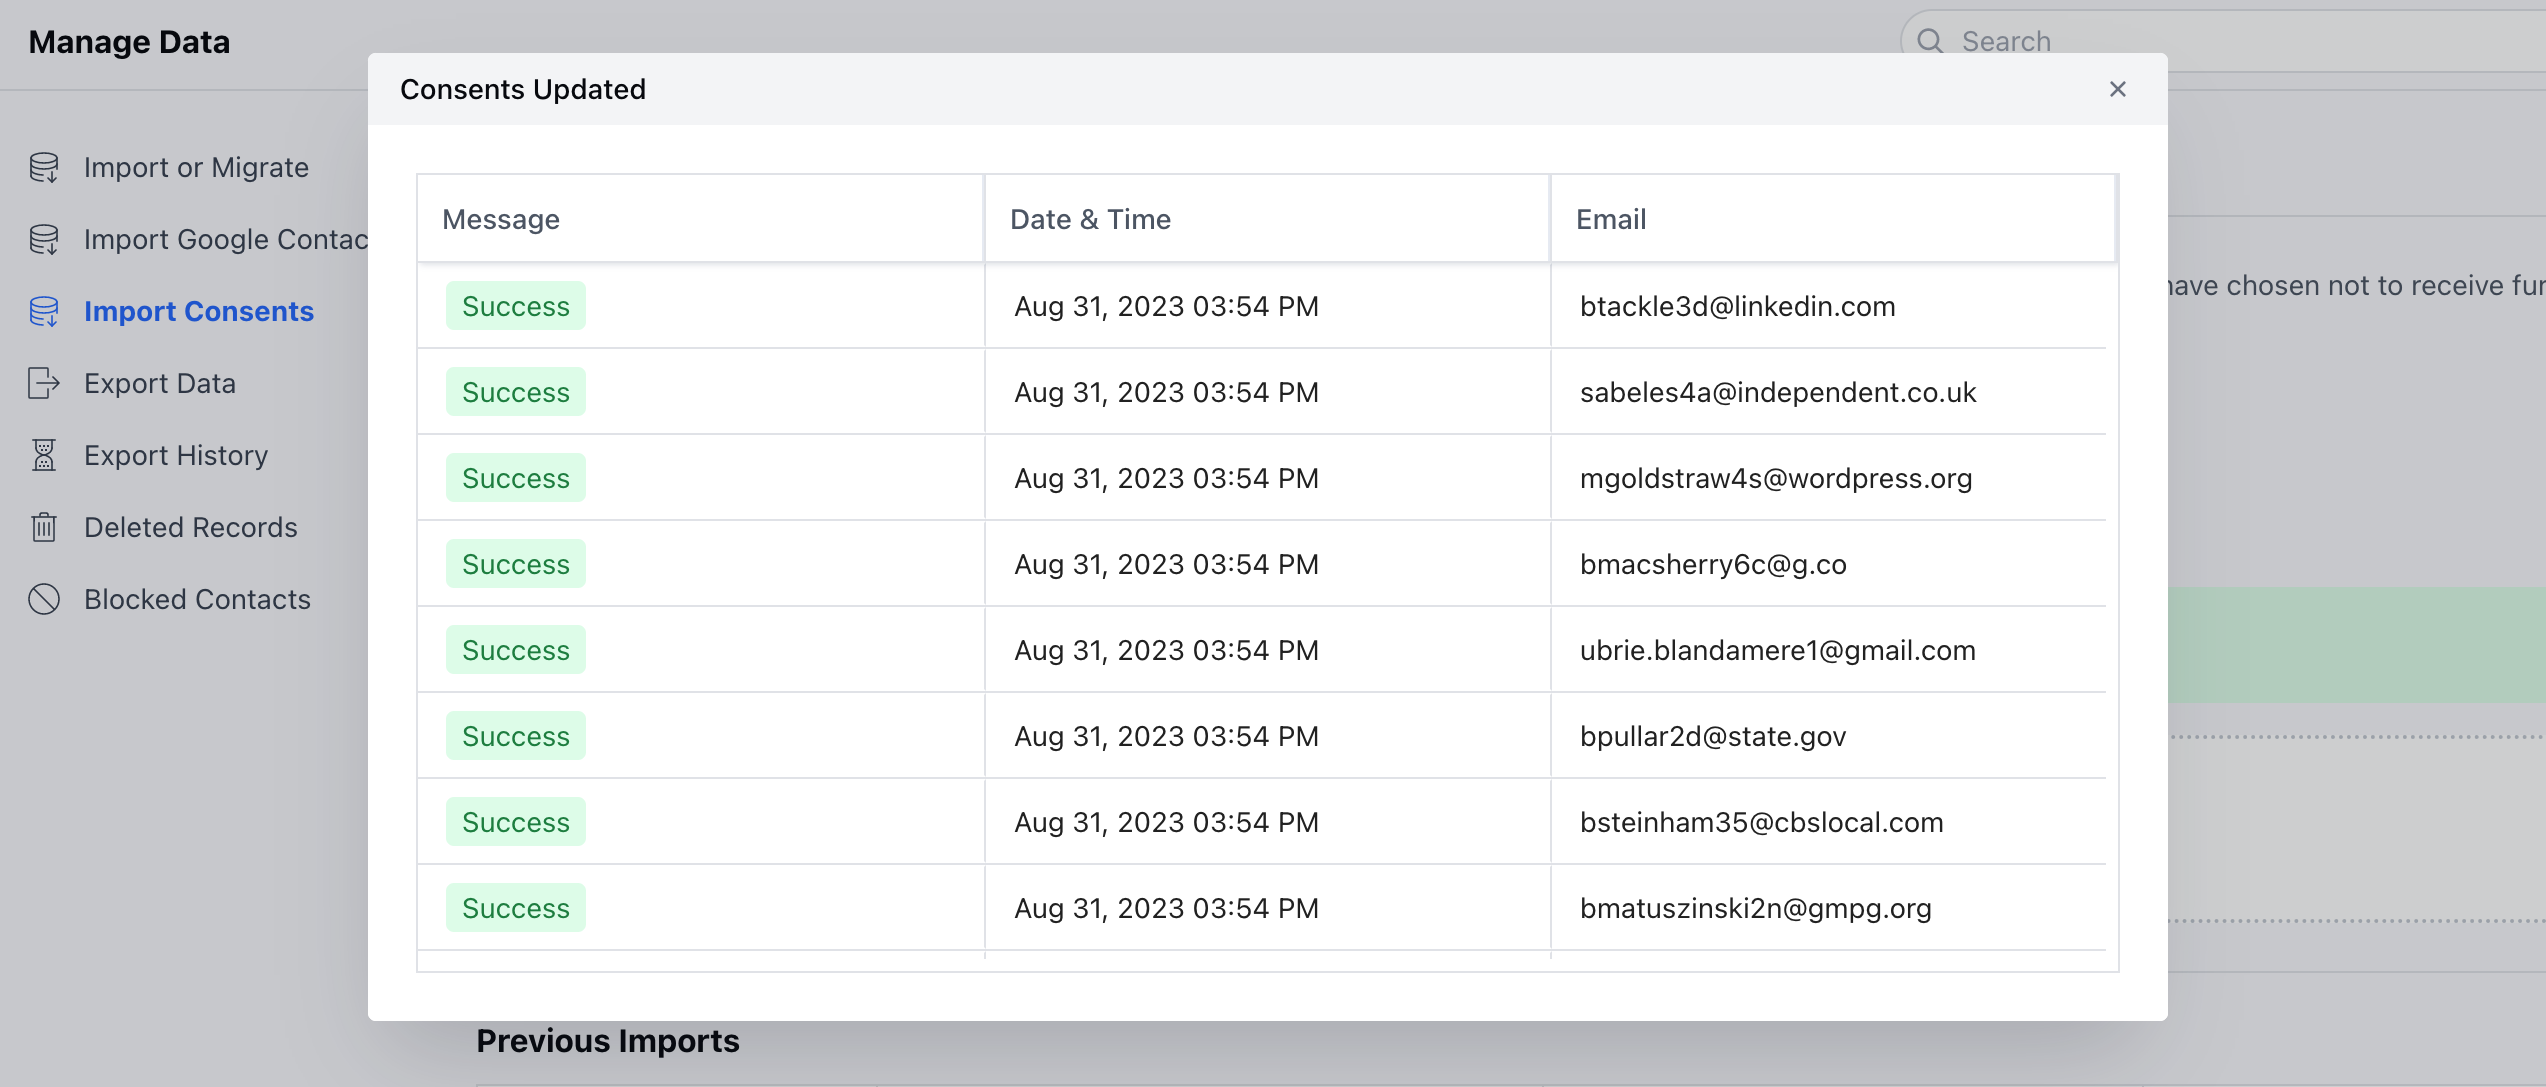 Manage Data
Search
Consents Updated
Import or Migrate
Import Google Contac
Import Consents
Export Data
Export History
Deleted Records
Blocked Contacts
Message Date & Time Email
Success Aug 31, 2023 03:54 PM btackle3d@linkedin.com
Success Aug 31, 2023 03:54 PM sabeles4a@independent.co.uk
Success Aug 31, 2023 03:54 PM mgoldstraw4s@wordpress.org
Success Aug 31, 2023 03:54 PM bmacsherry6c@g.co
Success Aug 31, 2023 03:54 PM ubrie.blandamere1@gmail.com
Success Aug 31, 2023 03:54 PM bpullar2d@state.gov
Success Aug 31, 2023 03:54 PM bsteinham35@cbslocal.com
Success Aug 31, 2023 03:54 PM bmatuszinski2n@gmpg.org
have chosen not to receive fur
Previous Imports